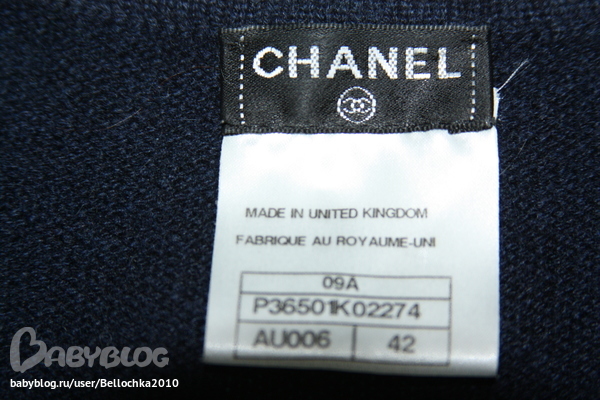 CHANEL
MADE IN UNITED KINGDOM
FABRIQUE AU ROYAUME-UNI
09A
P36501K02274
AU006 42
BABYBLOG
babyblog.ru/user/Bellochka2010